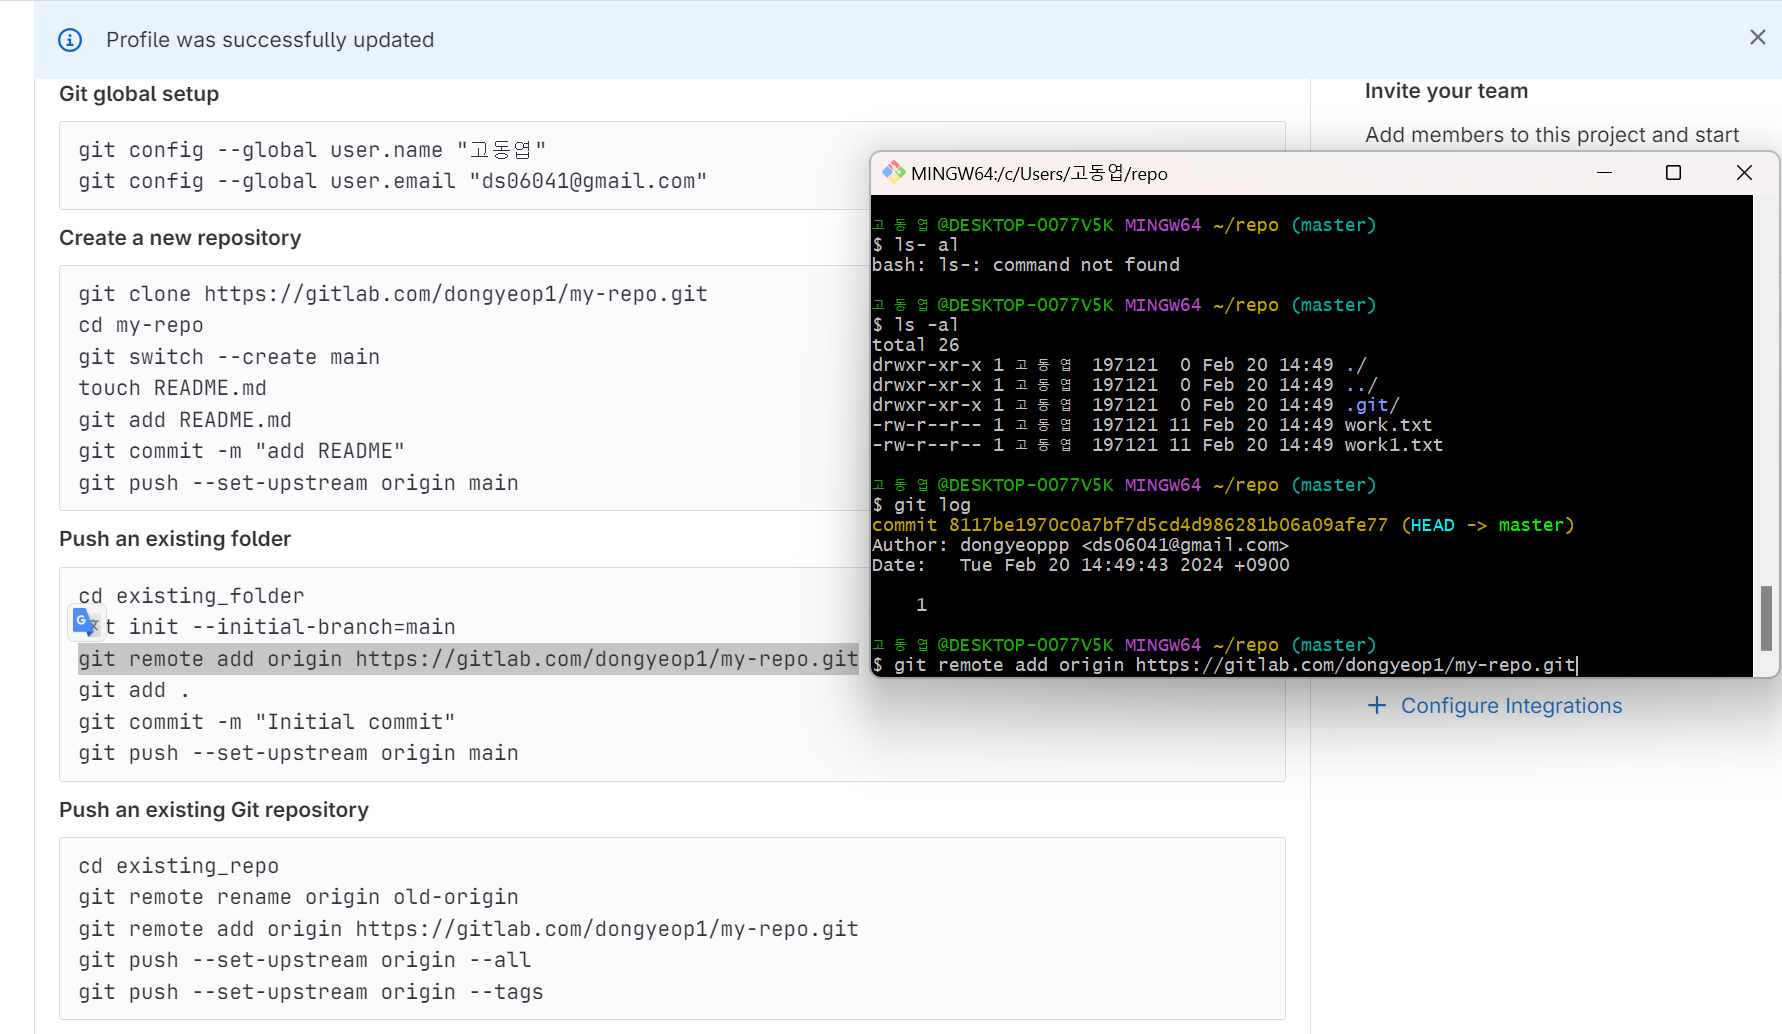 Profile was successfully updated
Git global setup
git config --global user.name "고동엽"
git config --global user.email "ds06041@gmail.com"
Create a new repository
git clone https://gitlab.com/dongyeop1/my-repo.git
cd my-repo
git switch --create main
touch README.md
git add README.md
git commit -m "add README"
git push --set-upstream origin main
Push an existing folder
cd existing_folder
t init --initial-branch=main
git remote add origin https://gitlab.com/dongyeop1/my-repo.git
git add .
git commit -m "Initial commit"
git push --set-upstream origin main
Push an existing Git repository
cd existing_repo
git remote rename origin old-origin
git remote add origin https://gitlab.com/dongyeop1/my-repo.git
git push --set-upstream origin --all
git push --set-upstream origin --tags
Invite your team
Add members to this project and start
MINGW64:/c/Users/고동엽/repo
고동엽@DESKTOP-0077V5K MINGW64 ~/repo (master)
$ ls- al
bash: ls-: command not found
고동엽@DESKTOP-0077V5K MINGW64 ~/repo (master)
$ ls -al
total 26
drwxr-xr-x 1 고동엽 197121  0 Feb 20 14:49 ./
drwxr-xr-x 1 고동엽 197121  0 Feb 20 14:49 ../
drwxr-xr-x 1 고동엽 197121  0 Feb 20 14:49 .git/
-rw-r--r-- 1 고동엽 197121 11 Feb 20 14:49 work.txt
-rw-r--r-- 1 고동엽 197121 11 Feb 20 14:49 work1.txt
고동엽@DESKTOP-0077V5K MINGW64 ~/repo (master)
$ git log
commit 8117be1970c0a7bf7d5cd4d986281b06a09afe77 (HEAD -> master)
Author: dongyeoppp <ds06041@gmail.com>
Date:   Tue Feb 20 14:49:43 2024 +0900
1
고동엽@DESKTOP-0077V5K MINGW64 ~/repo (master)
$ git remote add origin https://gitlab.com/dongyeop1/my-repo.git
Configure Integrations